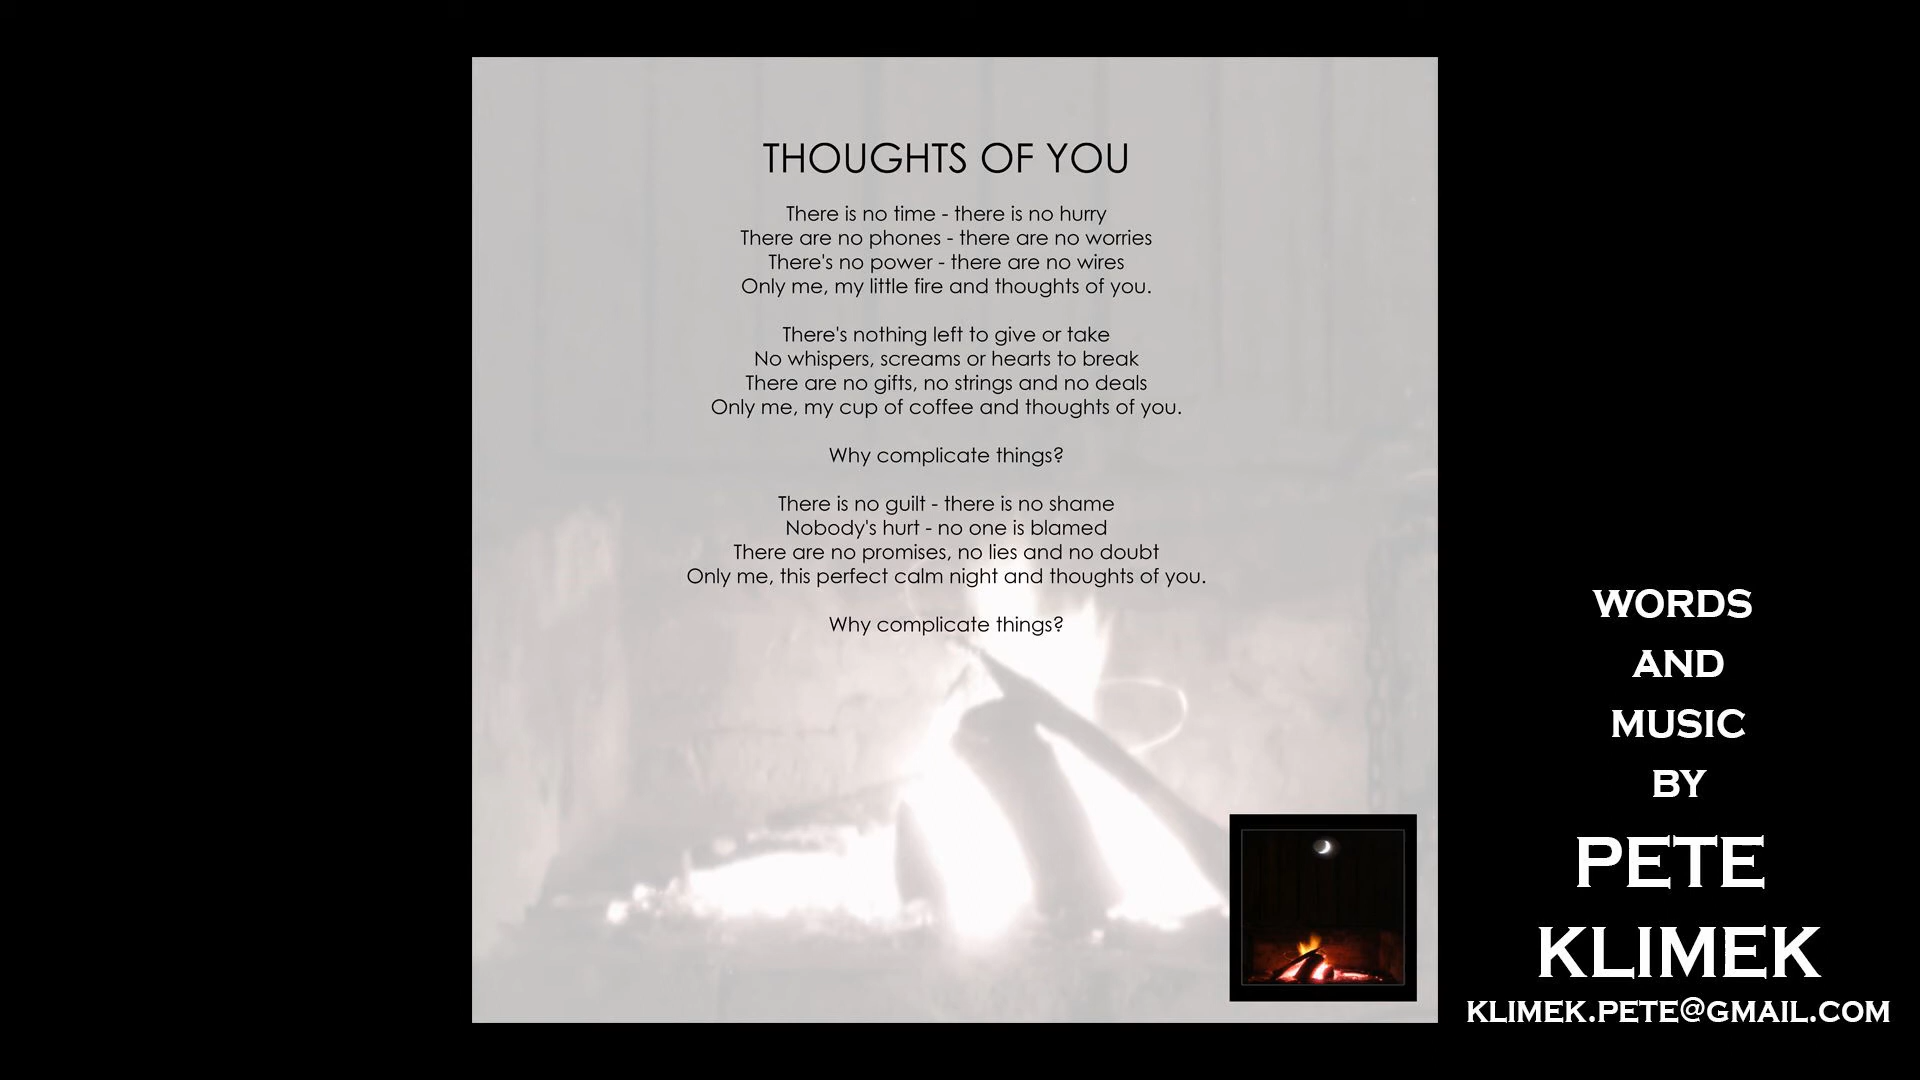 THOUGHTS OF YOU
There is no time - there is no hurry
There are no phones - there are no worries
There's no power - there are no wires
Only me, my little fire and thoughts of you.
There's nothing left to give or take
No whispers, screams or hearts to break
There are no gifts, no strings and no deals
Only me, my cup of coffee and thoughts of you.
Why complicate things?
There is no guilt - there is no shame
Nobody's hurt - no one is blamed
There are no promises, no lies and no doubt
Only me, this perfect calm night and thoughts of you.
Why complicate things?
WORDS
AND
MUSIC
BY
PETE
KLIMEK
KLIMEK.PETE@GMAIL.COM